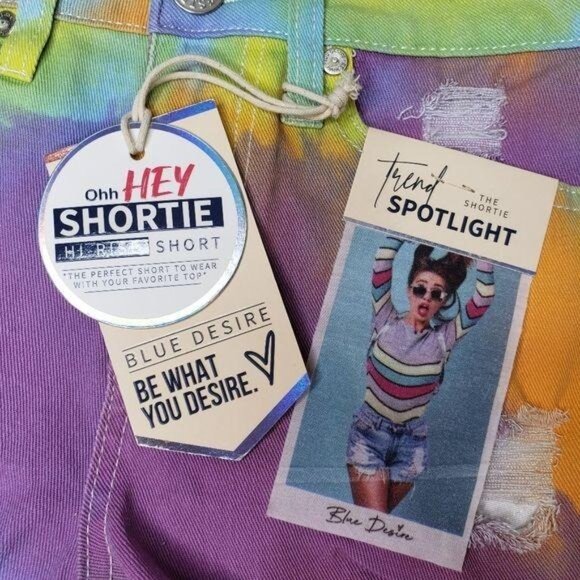 Ohh HEY
SHORTIE
HI RISE SHORT
"THE PERFECT SHORT TO WEAR
WITH YOUR FAVORITE TOP"
BLUE DESIRE
BE WHAT
YOU DESIRE.
Trend
THE
SHORTIE
SPOTLIGHT
Blue Desire